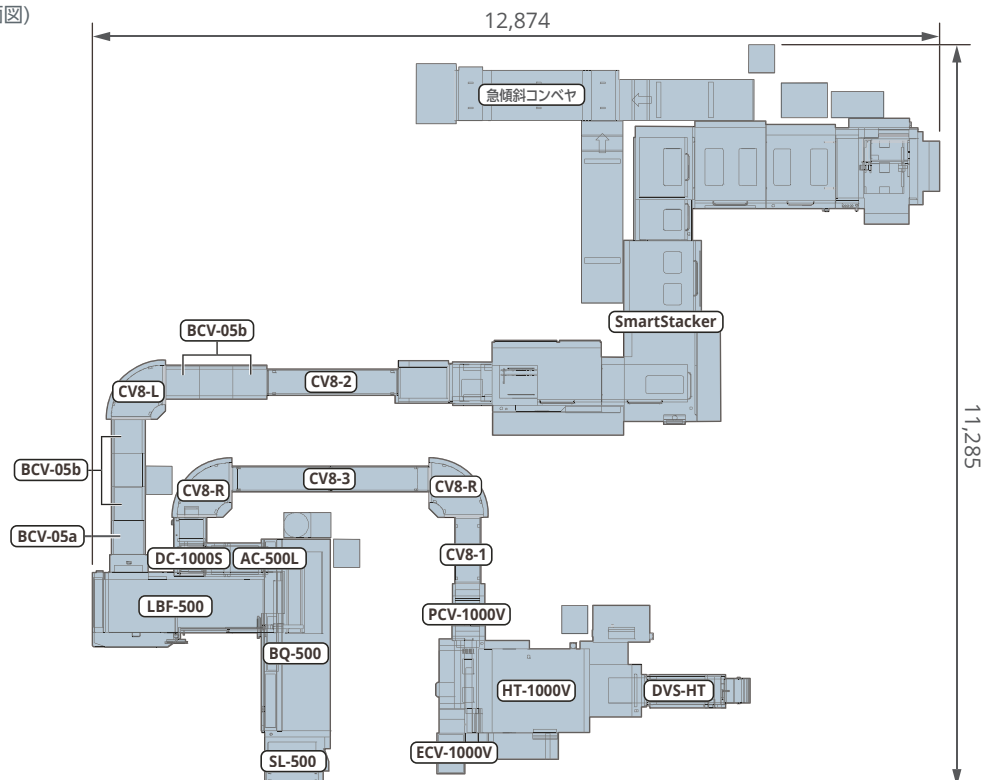 面図)
12,874
急傾斜コンベヤ
SmartStacker
BCV-05b
CV8-2
CV8-L
11,285
BCV-05b
CV8-3
CV8-R
CV8-R
BCV-05a
DC-1000S
AC-500L
CV8-1
LBF-500
PCV-1000V
BQ-500
HT-1000V
DVS-HT
ECV-1000V
SL-500